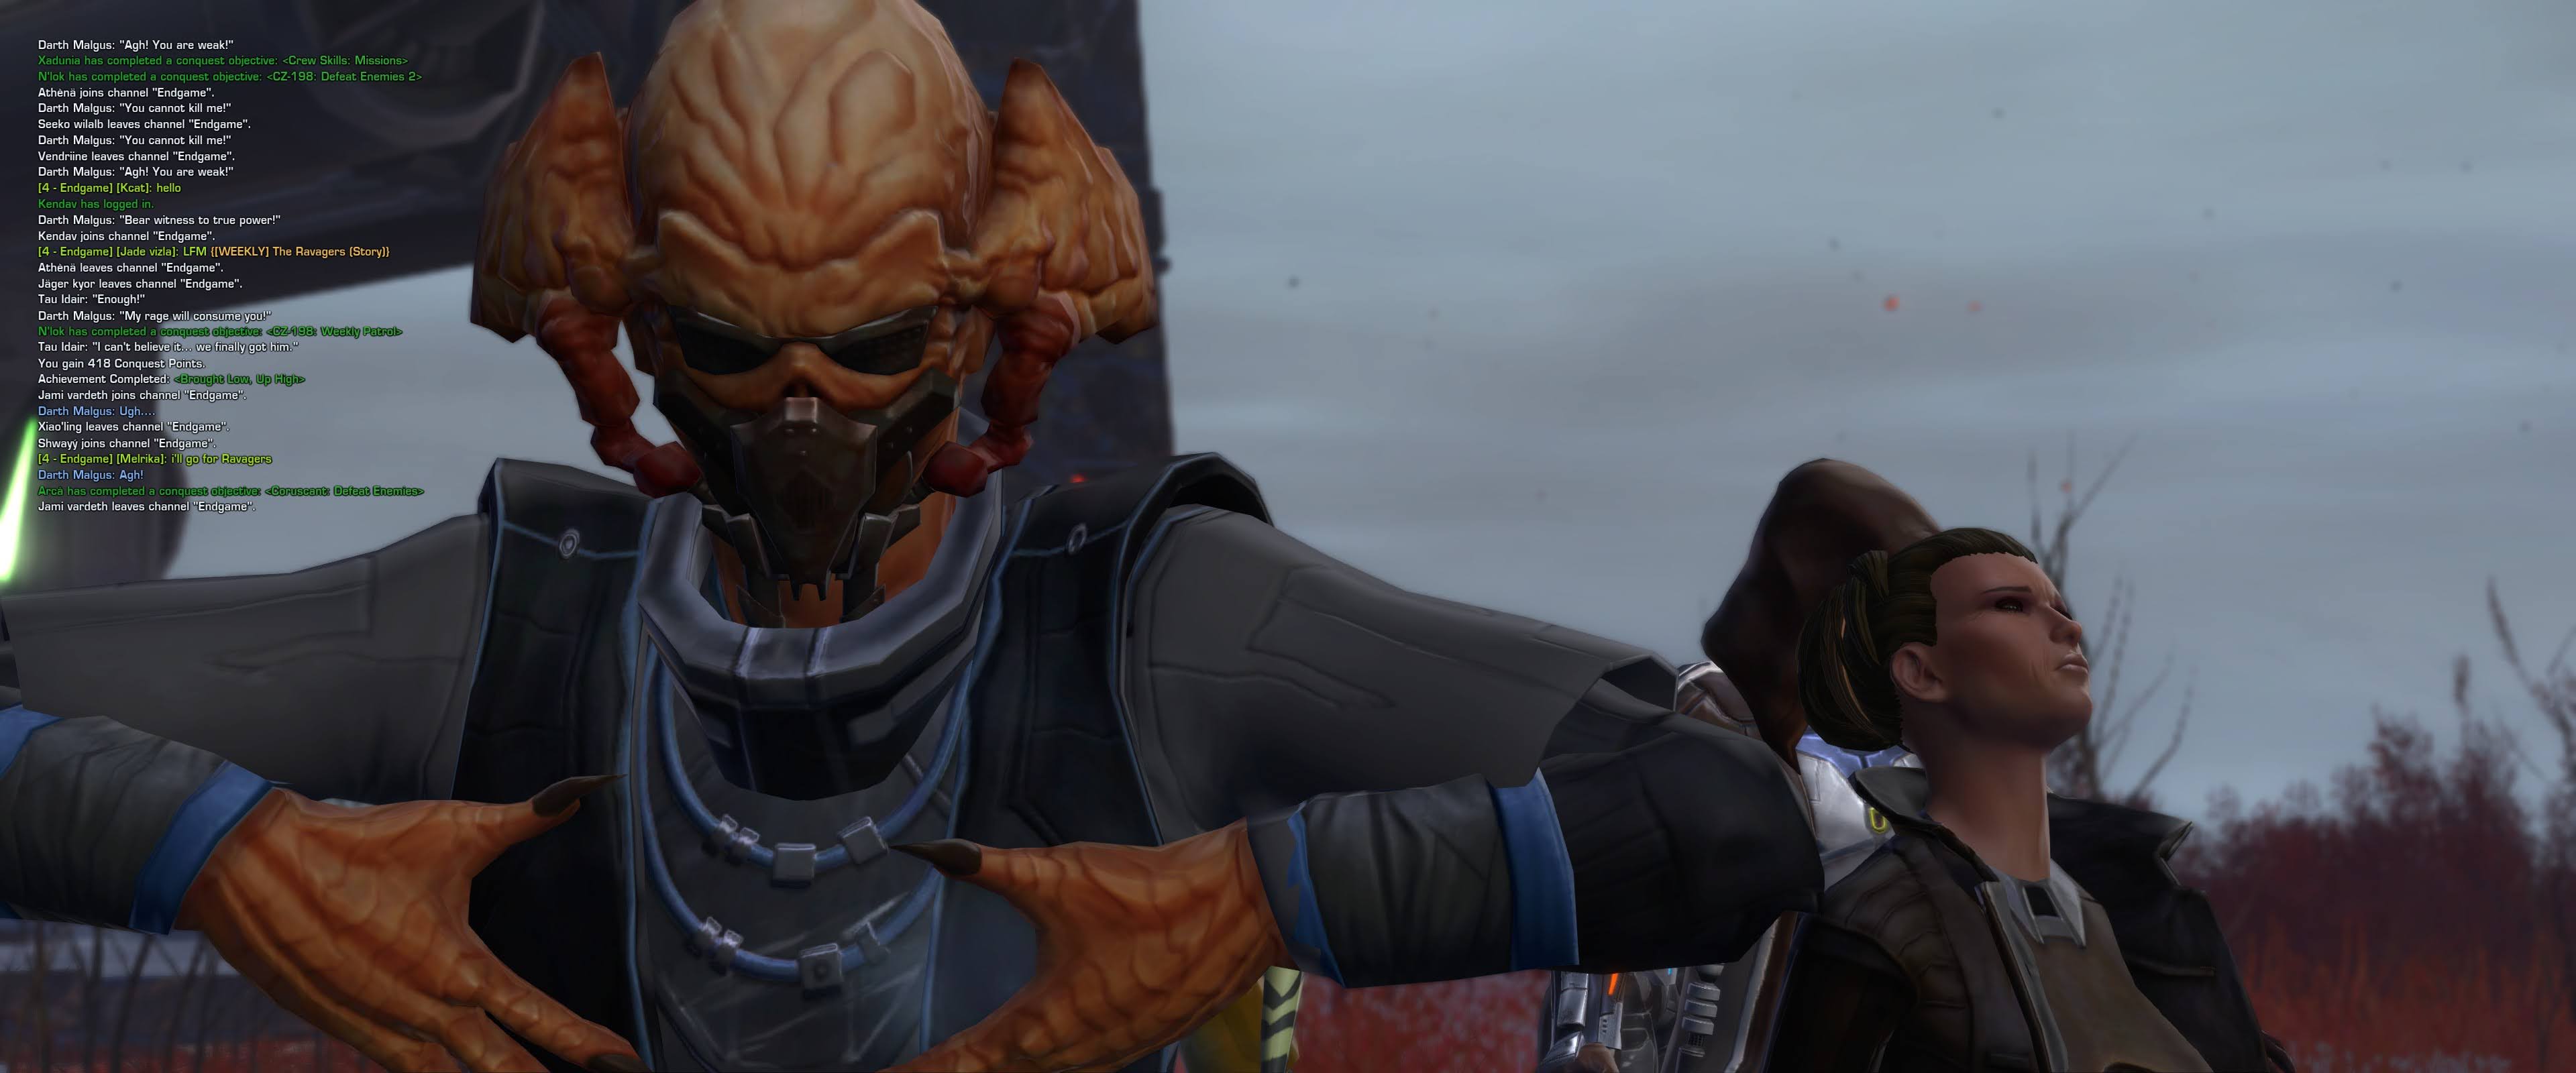 Darth Malgus: "Agh! You are weak!"
Xadunia has completed a conquest objective: <Crew Skills: Missions>
N'lok has completed a conquest objective: <CZ-198: Defeat Enemies 2>
Athènä joins channel "Endgame".
Darth Malgus: "You cannot kill me!"
Seeko wilalb leaves channel "Endgame".
Darth Malgus: "You cannot kill me!"
Vendriine leaves channel "Endgame".
Darth Malgus: "Agh! You are weak!"
[4 - Endgame] [Kcat]: hello
Kendav has logged in.
Darth Malgus: "Bear witness to true power!"
Kendav joins channel "Endgame".
[4 - Endgame] [Jade vizla]: LFM {[WEEKLY] The Ravagers (Story)}
Athènä leaves channel "Endgame".
Jäger kyor leaves channel "Endgame".
Tau Idair: "Enough!"
Darth Malgus: "My rage will consume you!"
N'lok has completed a conquest objective: <CZ-198: Weekly Patrol>
Tau Idair: "I can't believe it... we finally got him."
You gain 418 Conquest Points.
Achievement Completed: <Brought Low, Up High>
Jami vardeth joins channel "Endgame".
Darth Malgus: Ugh....
Xiao'ling leaves channel "Endgame".
Shwaÿy joins channel "Endgame".
[4 - Endgame] [Melrika]: i'll go for Ravagers
Darth Malgus: Agh!
Arca has completed a conquest objective: <Coruscant: Defeat Enemies>
Jami vardeth leaves channel "Endgame".